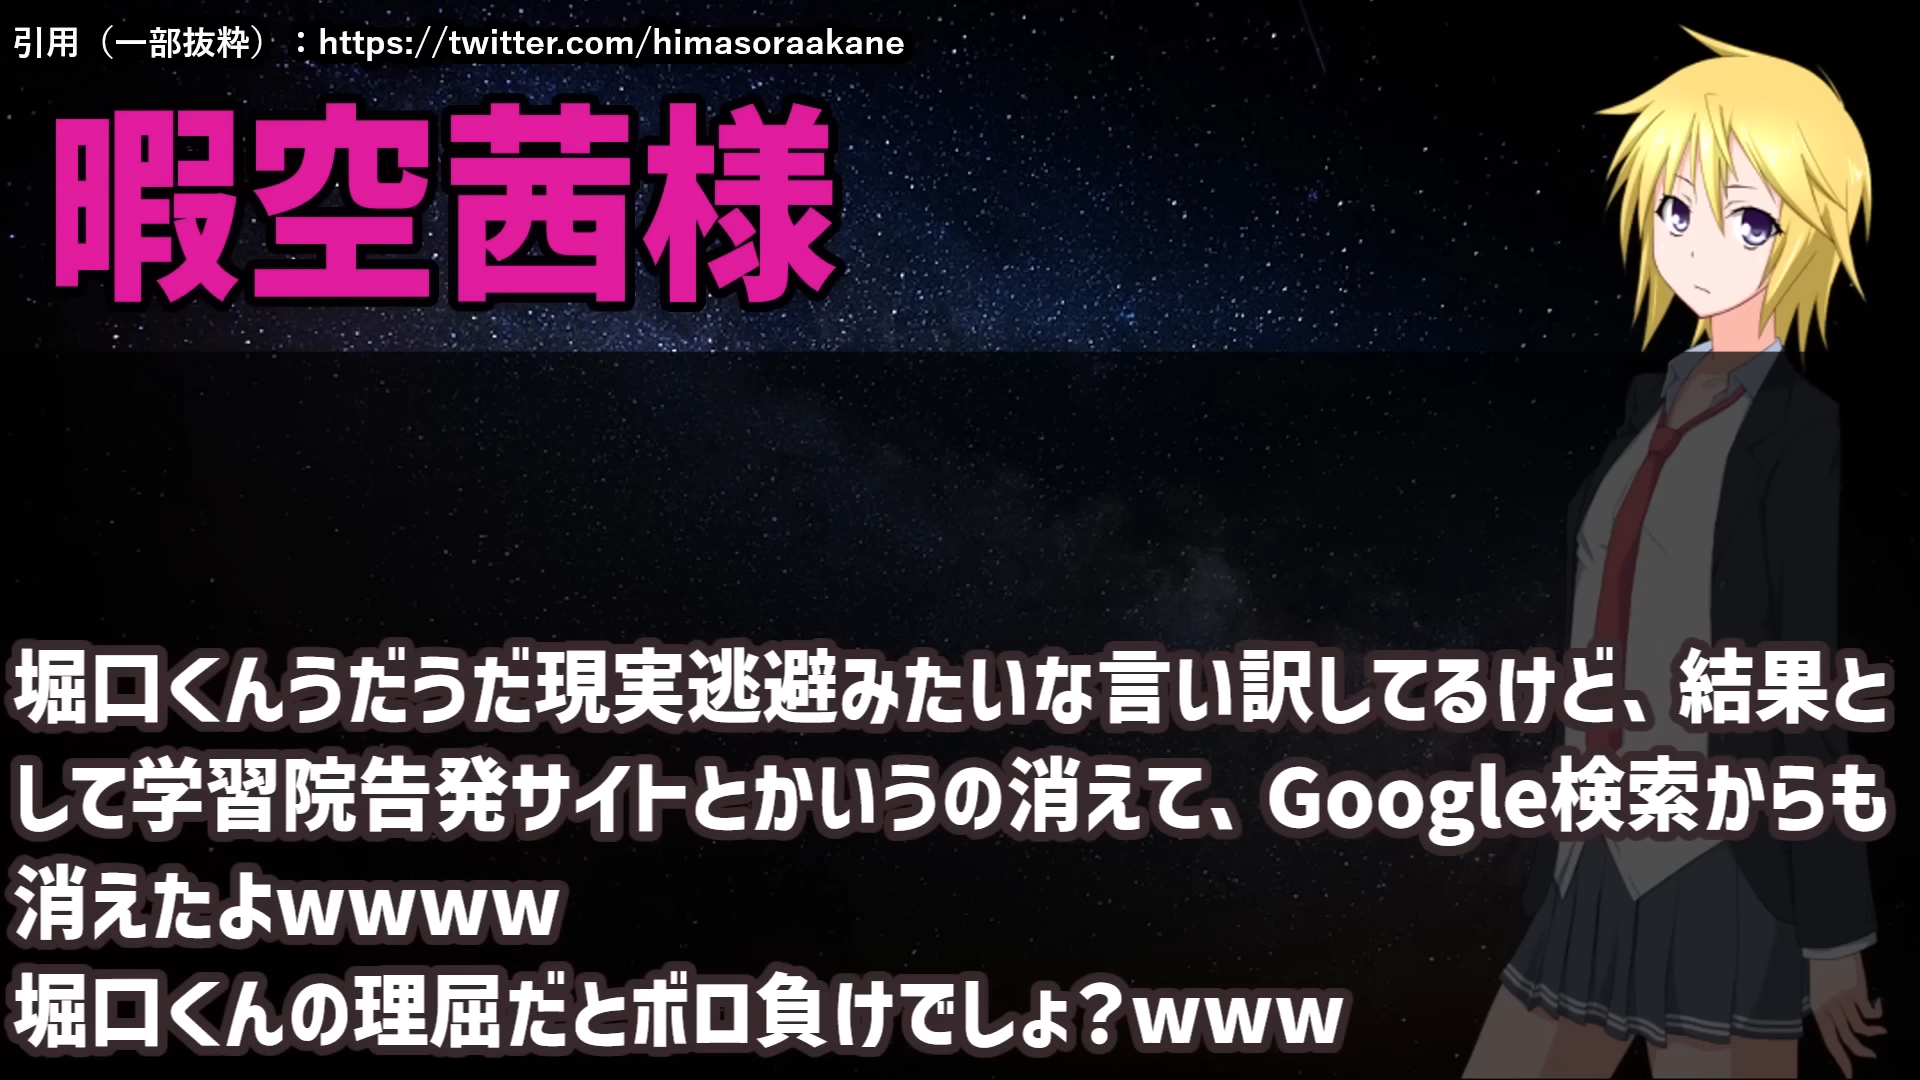 引用（一部抜粋）：https://twitter.com/himasoraakane
暇空茜様
堀口くんうだうだ現実逃避みたいな言い訳してるけど、結果と
して学習院告発サイトとかいうの消えて、Google検索からも
消えたよwwww
堀口くんの理屈だとボロ負けでしょ？www